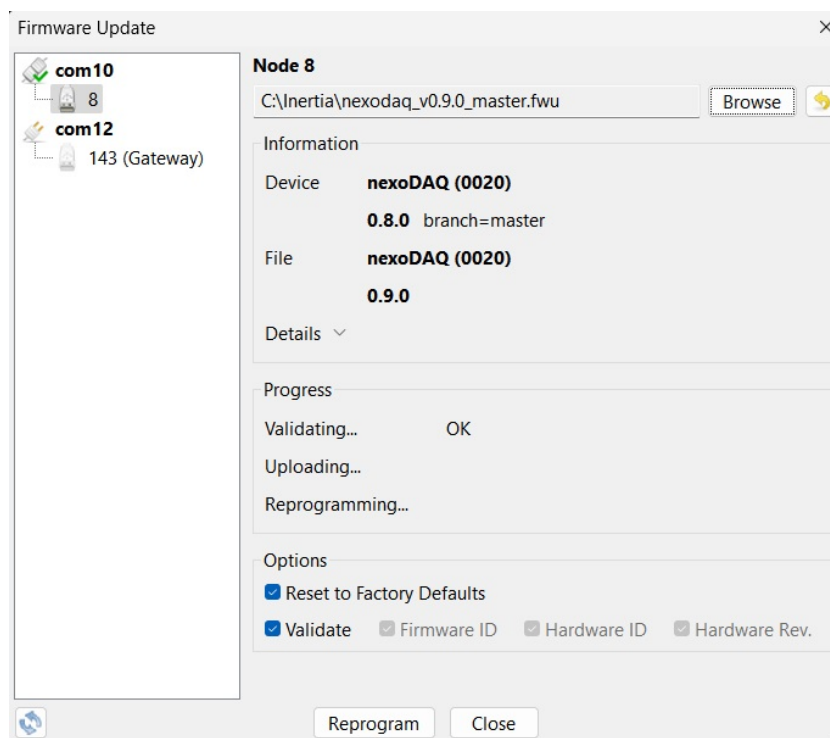 Firmware Update
com10
8
com12
143 (Gateway)
Node 8
C:\Inertia\nexodaq_v0.9.0_master.fwu Browse
Information
Device nexoDAQ (0020)
0.8.0 branch=master
File nexoDAQ (0020)
0.9.0
Details
Progress
Validating... OK
Uploading...
Reprogramming...
Options
Reset to Factory Defaults
Validate Firmware ID Hardware ID Hardware Rev.
Reprogram Close